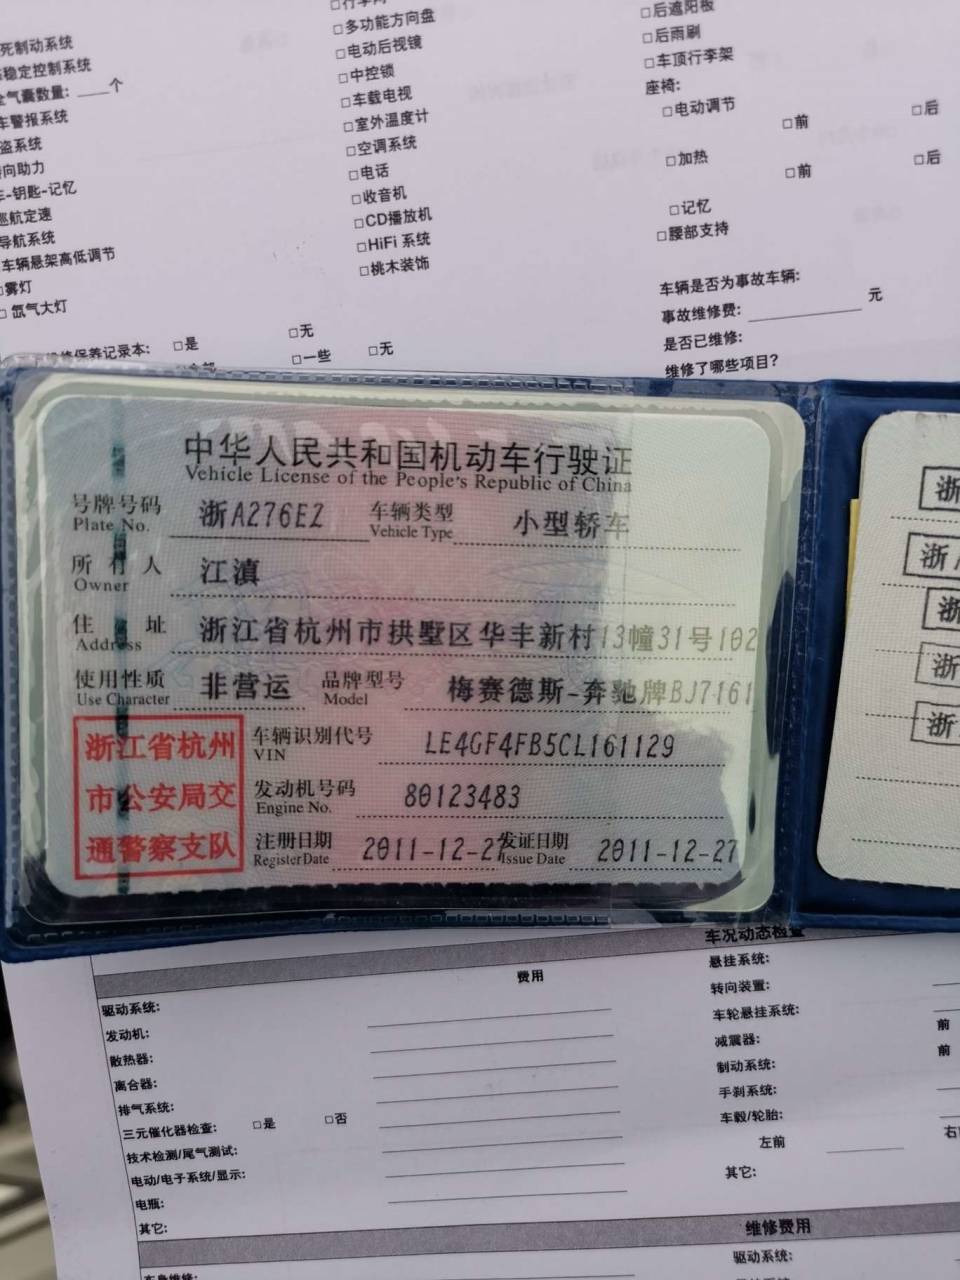 死制动系统
稳定控制系统
气囊数量: ____个
车警报系统
盗系统
向助力
车-钥匙-记忆
巡航定速
导航系统
车辆悬架高低调节
□雾灯
□氙气大灯
□多功能方向盘
□电动后视镜
□中控锁
□车载电视
□室外温度计
□空调系统
□电话
□收音机
□CD播放机
□HiFi 系统
□桃木装饰
□后遮阳板
□后雨刷
□车顶行李架
座椅:
□电动调节
□前 □后
□加热
□前 □后
□记忆
□腰部支持
车辆是否为事故车辆:
事故维修费: ____ 元
是否已维修:
维修了哪些项目?
保养记录本: □是 □无
□一些 □无
中华人民共和国机动车行驶证
Vehicle License of the People's Republic of China
号牌号码 浙A276EZ 车辆类型 小型轿车
Plate No. Vehicle Type
所有人 江滇
Owner
住址 浙江省杭州市拱墅区华丰新村13幢31号102
Address
使用性质 非营运 品牌型号 梅赛德斯-奔驰牌BJ7161
Use Character Model
浙江省杭州
市公安局交
通警察支队
车辆识别代号 LE4GF4FB5CL161129
VIN
发动机号码 80123483
Engine No.
注册日期 2011-12-27 发证日期 2011-12-27
Register Date Issue Date
浙
浙
浙
浙
浙
车况动态检查
费用
驱动系统:
发动机:
散热器:
离合器:
排气系统:
三元催化器检查: □是 □否
技术检测/尾气测试:
电动/电子系统/显示:
电瓶:
其它:
悬挂系统:
转向装置:
车轮悬挂系统:
前
减震器:
前
制动系统:
手刹系统:
车毂/轮胎:
左前
其它:
维修费用
驱动系统: